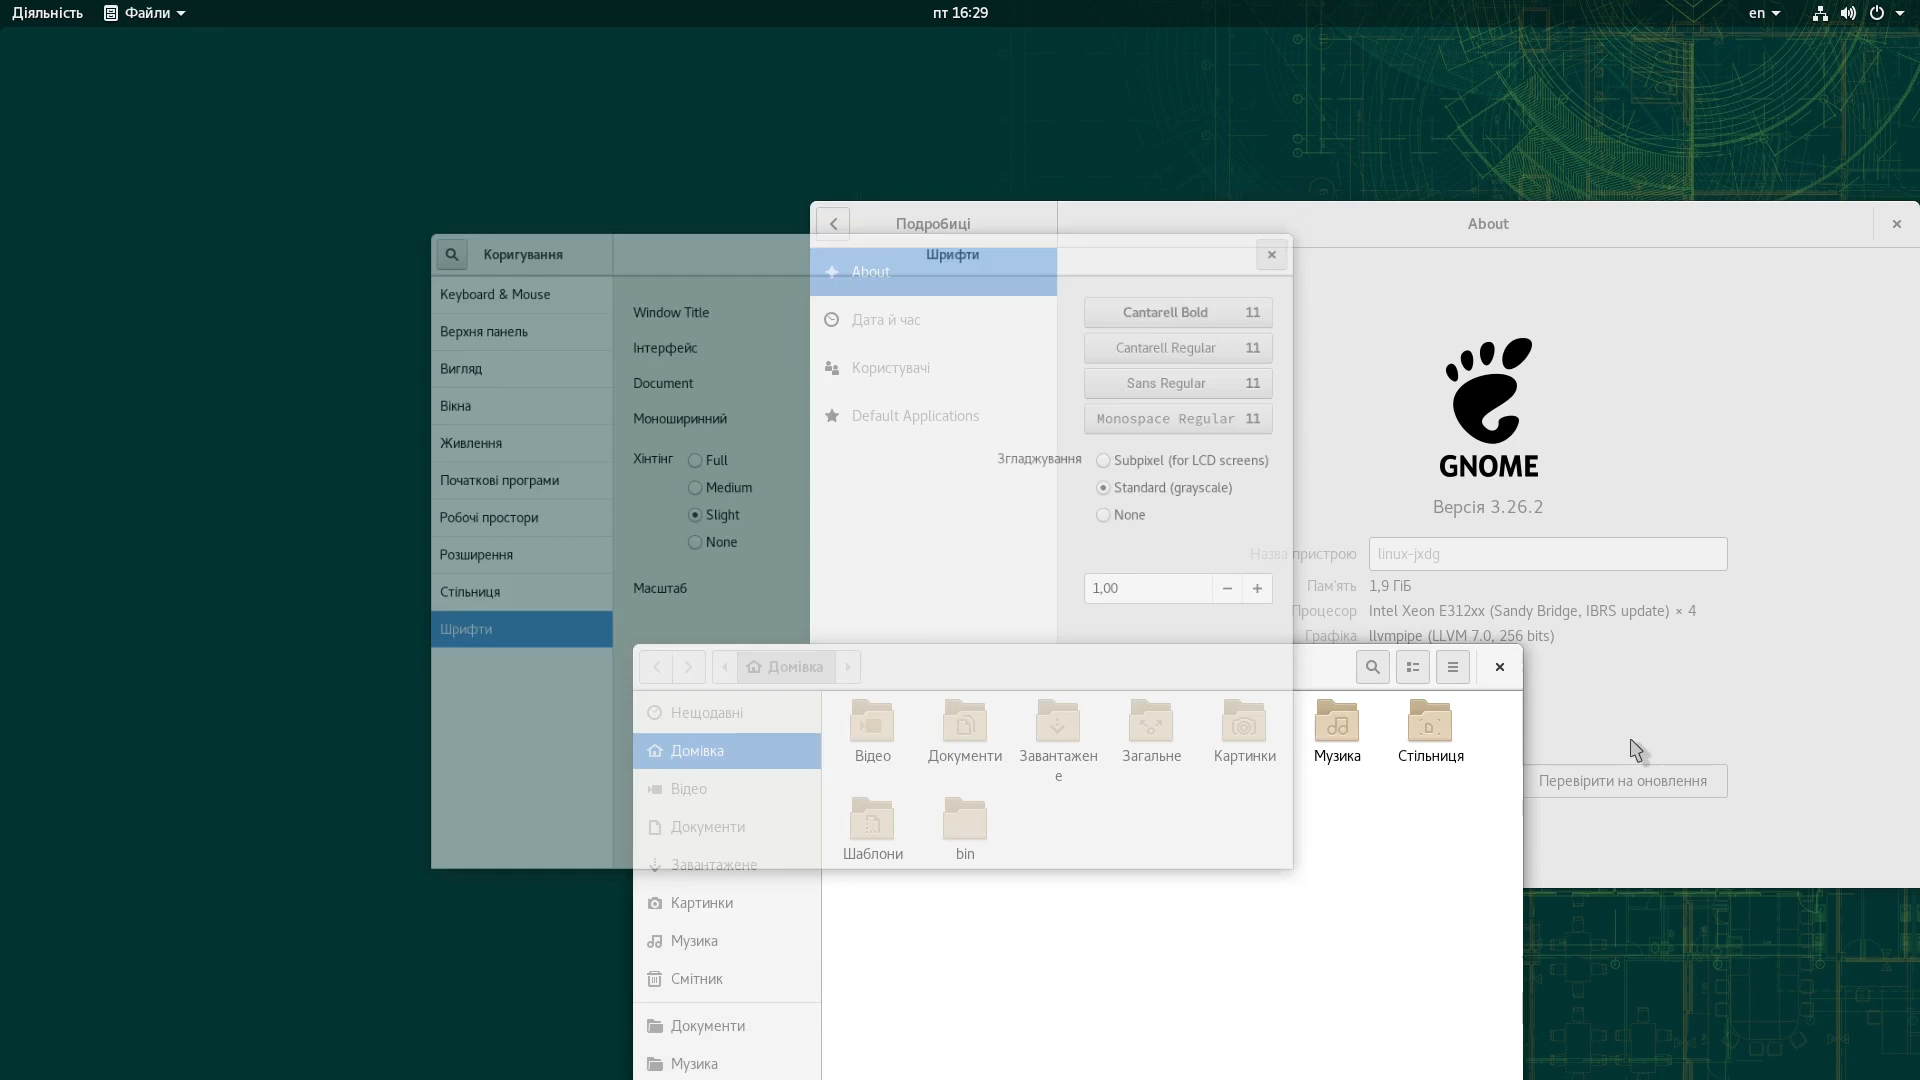 Діяльність
Файли
пт 16:29
en
Подробиці
About
About
Дата й час
Користувачі
Default Applications
GNOME
Версія 3.26.2
Назва пристрою
linux-jxdg
Пам'ять
1,9 ГіБ
Процесор
Intel Xeon E312xx (Sandy Bridge, IBRS update) × 4
Графіка
llvmpipe (LLVM 7.0, 256 bits)
Перевірити на оновлення
Коригування
Шрифти
Keyboard & Mouse
Верхня панель
Вигляд
Вікна
Живлення
Початкові програми
Робочі простори
Розширення
Стільниця
Шрифти
Window Title
Cantarell Bold 11
Інтерфейс
Cantarell Regular 11
Document
Sans Regular 11
Моноширинний
Monospace Regular 11
Хінтінг
Full
Medium
Slight
None
Згладжування
Subpixel (for LCD screens)
Standard (grayscale)
None
Масштаб
1,00
Домівка
Нещодавні
Домівка
Відео
Документи
Завантажене
Картинки
Музика
Смітник
Документи
Музика
Відео
Документи
Завантажен
е
Загальне
Картинки
Музика
Стільниця
Шаблони
bin